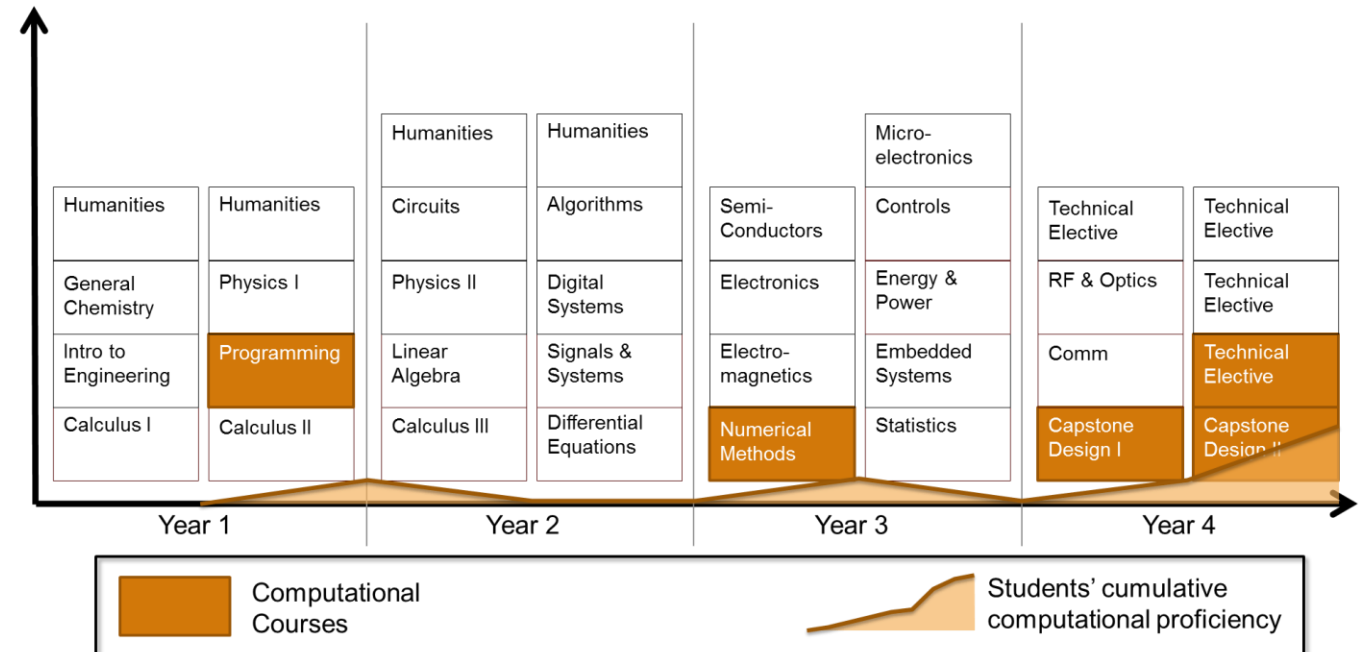 Humanities
General
Chemistry
Intro to
Engineering
Calculus I
Humanities
Physics I
Programming
Calculus II
Humanities
Circuits
Physics II
Linear
Algebra
Calculus III
Humanities
Algorithms
Digital
Systems
Signals &
Systems
Differential
Equations
Semi-
Conductors
Electronics
Electro-
magnetics
Numerical
Methods
Micro-
electronics
Controls
Energy &
Power
Embedded
Systems
Statistics
Technical
Elective
RF & Optics
Comm
Capstone
Design I
Technical
Elective
Technical
Elective
Technical
Elective
Capstone
Design II
Year 1
Year 2
Year 3
Year 4
Computational
Courses
Students' cumulative
computational proficiency